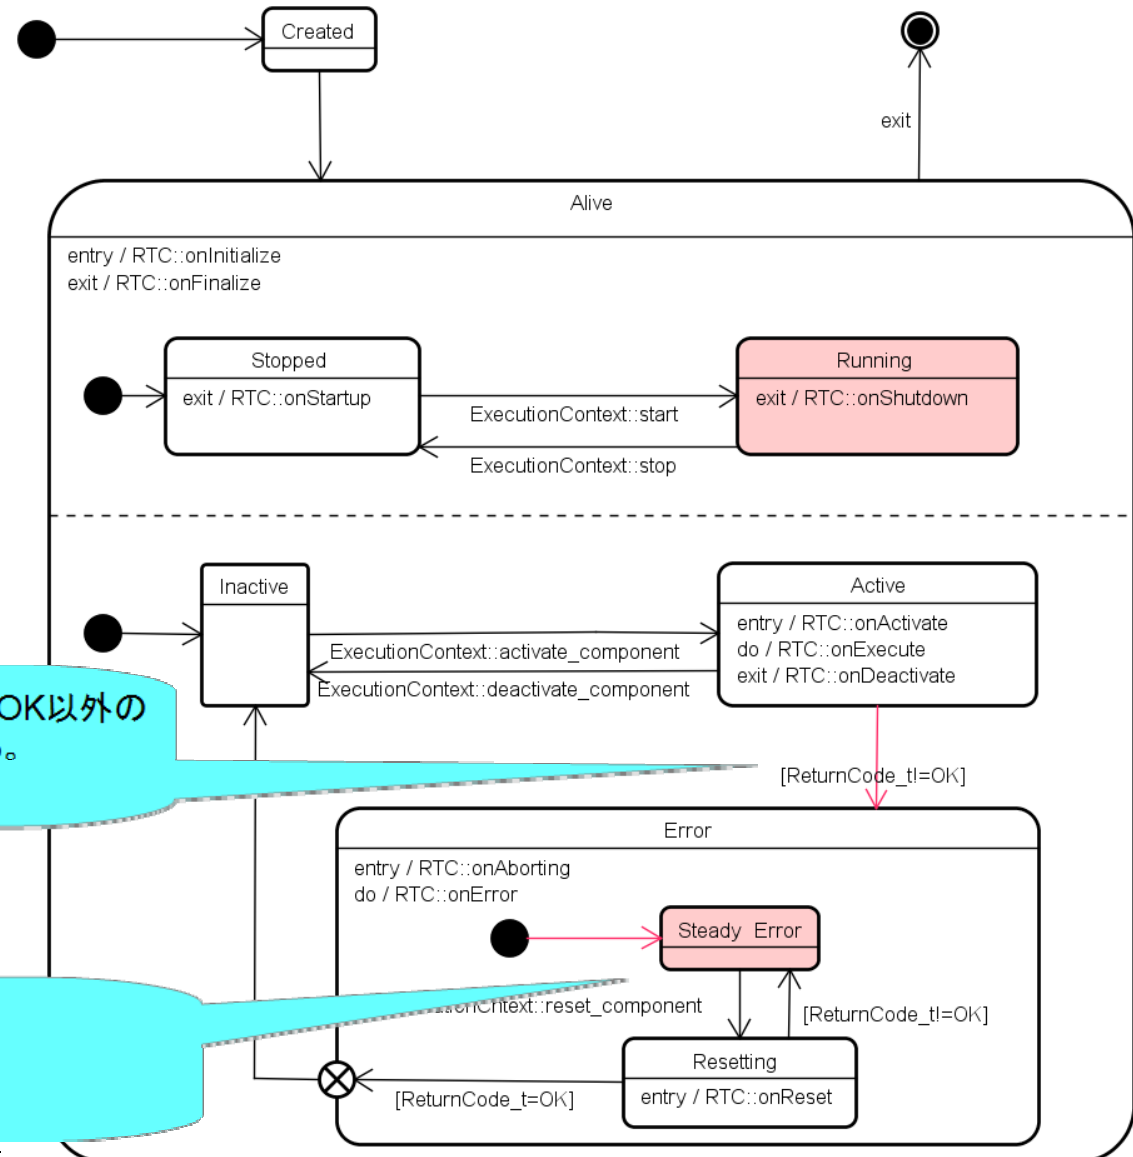 Created
exit
Alive
entry / RTC::onInitialize
exit / RTC::onFinalize
Stopped
exit / RTC::onStartup
Running
exit / RTC::onShutdown
ExecutionContext::start
ExecutionContext::stop
Inactive
Active
entry / RTC::onActivate
do / RTC::onExecute
exit / RTC::onDeactivate
ExecutionContext::activate_component
ExecutionContext::deactivate_component
OK以外の
。
[ReturnCode_t!=OK]
Error
entry / RTC::onAborting
do / RTC::onError
Steady Error
::reset_component
[ReturnCode_t!=OK]
Resetting
entry / RTC::onReset
[ReturnCode_t=OK]